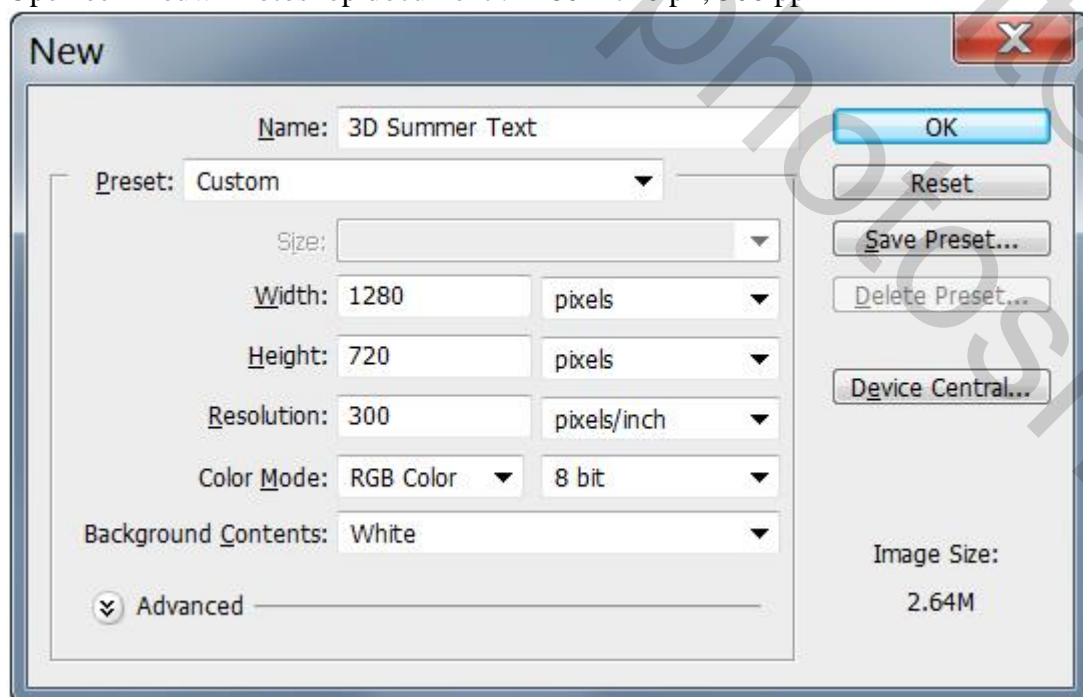 New
Name: 3D Summer Text
OK
Preset: Custom
Reset
Size:
Save Preset...
Width: 1280 pixels
Delete Preset...
Height: 720 pixels
Device Central...
Resolution: 300 pixels/inch
Color Mode: RGB Color 8 bit
Background Contents: White
Image Size:
Advanced
2.64M